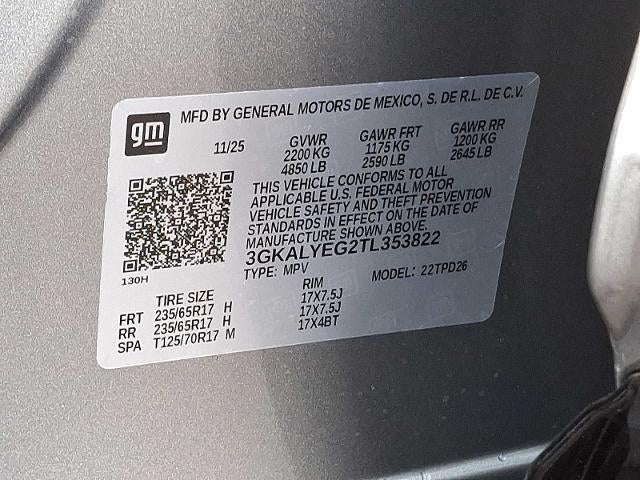 gm
MFD BY GENERAL MOTORS DE MEXICO, S. DE R.L. DE C.V.
11/25 GVWR GAWR FRT GAWR RR
2200 KG 1175 KG 1200 KG
4850 LB 2590 LB 2645 LB
THIS VEHICLE CONFORMS TO ALL
APPLICABLE U.S. FEDERAL MOTOR
VEHICLE SAFETY AND THEFT PREVENTION
STANDARDS IN EFFECT ON THE DATE OF
MANUFACTURE SHOWN ABOVE.
3GKALYEG2TL353822
130H
TYPE: MPV MODEL: 22TPD26
TIRE SIZE RIM
FRT 235/65R17 H 17X7.5J
RR 235/65R17 H 17X7.5J
SPA T125/70R17 M 17X4BT